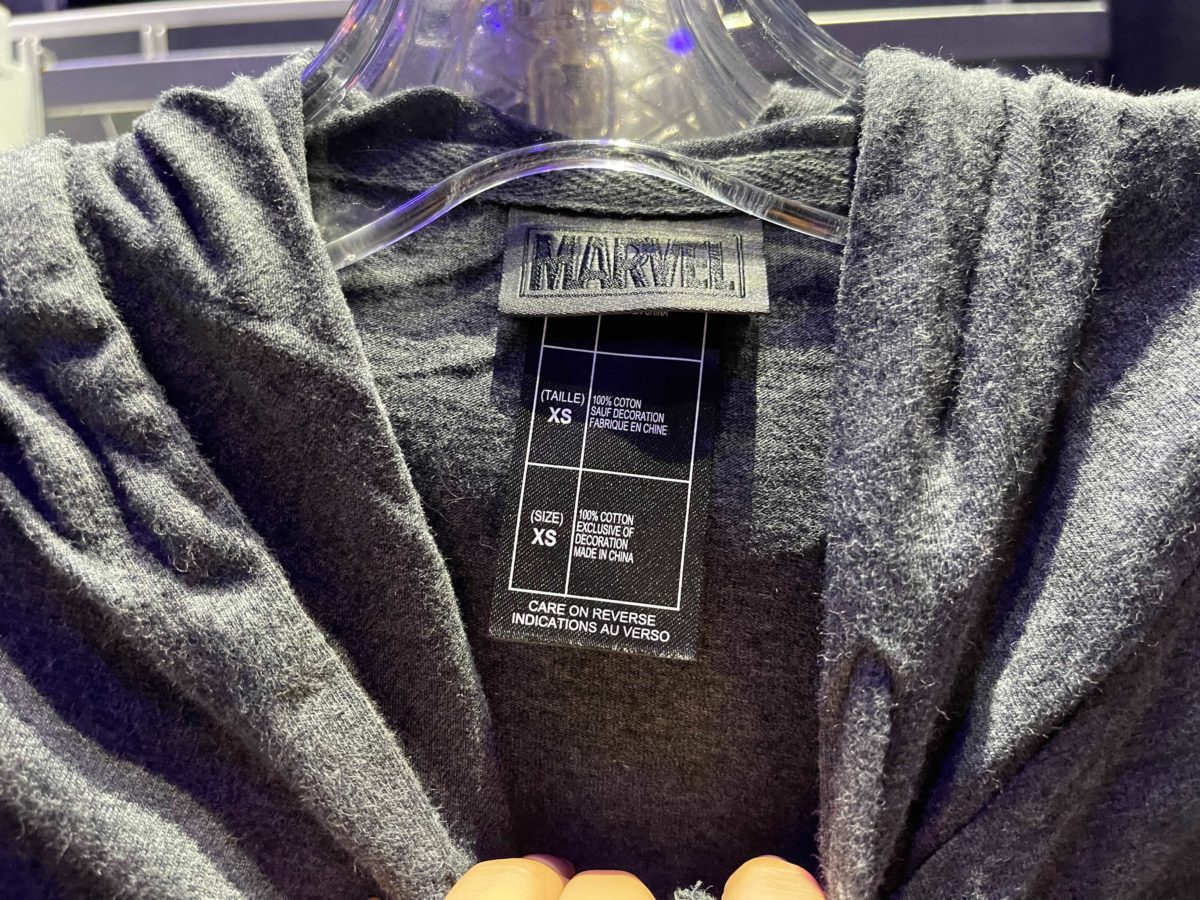 MARVEL
(TAILLE)
XS
100% COTON
SAUF DECORATION
FABRIQUE EN CHINE
(SIZE)
XS
100% COTTON
EXCLUSIVE OF
DECORATION
MADE IN CHINA
CARE ON REVERSE
INDICATIONS AU VERSO